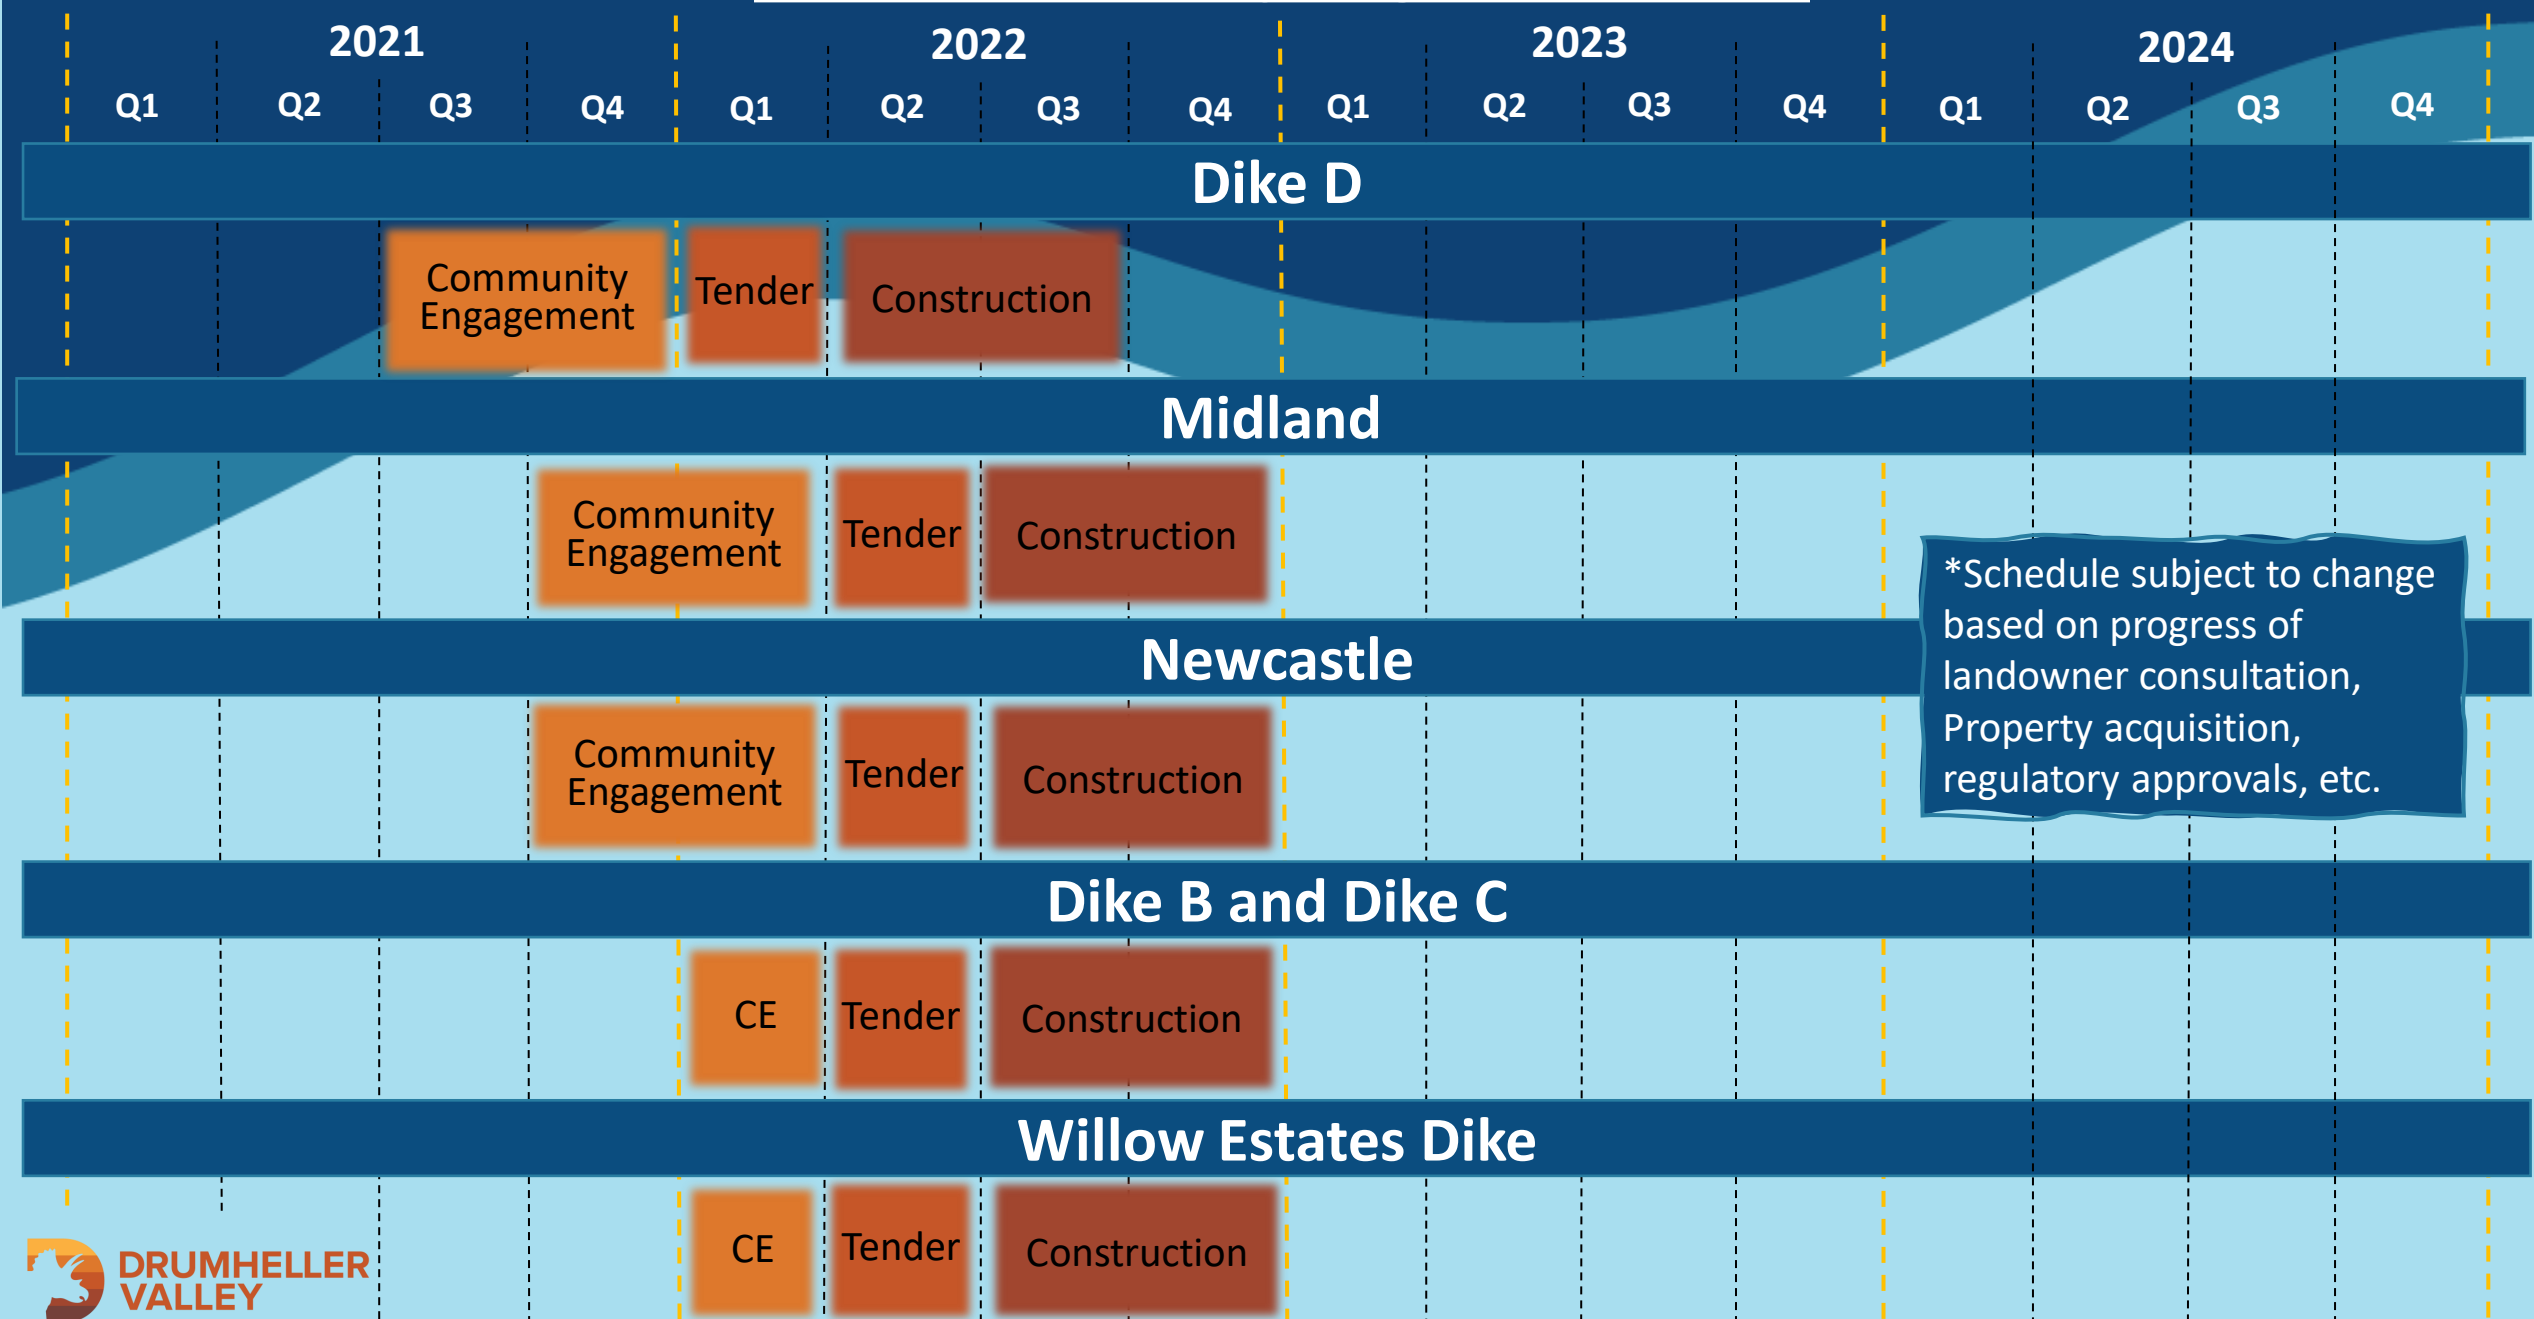 2021
2022
2023
2024
Q1
Q2
Q3
Q4
Q1
Q2
Q3
Q4
Q1
Q2
Q3
Q4
Q1
Q2
Q3
Q4
Dike D
Community
Engagement
Tender
Construction
Midland
Community
Engagement
Tender
Construction
*Schedule subject to change
based on progress of
landowner consultation,
Property acquisition,
regulatory approvals, etc.
Newcastle
Community
Engagement
Tender
Construction
Dike B and Dike C
CE
Tender
Construction
Willow Estates Dike
CE
Tender
Construction
DRUMHELLER
VALLEY